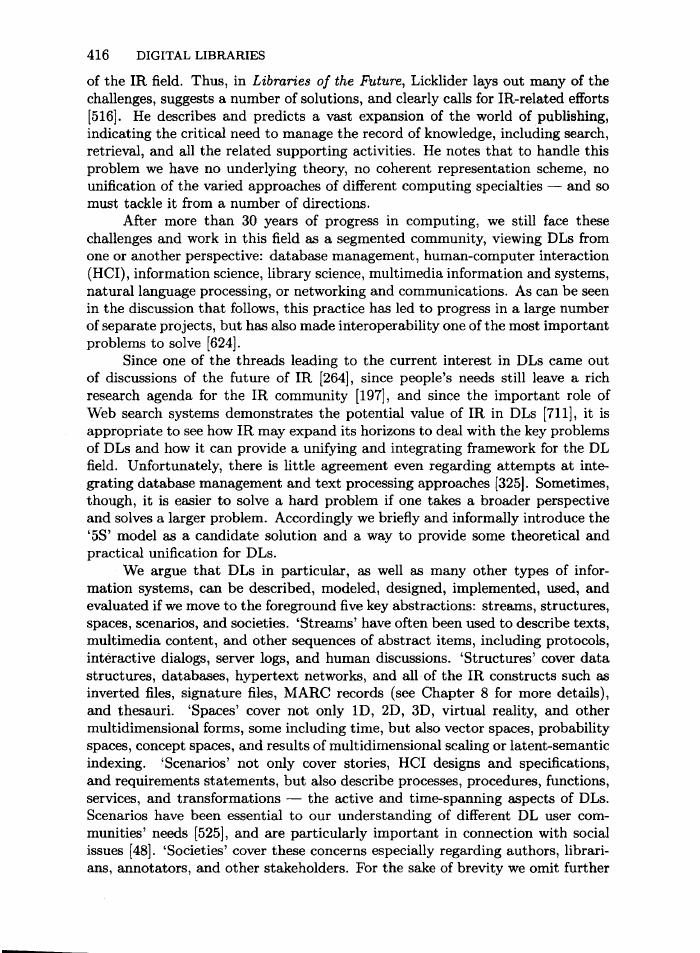 416 DIGITAL LIBRARIES
of the IR field. Thus, in Libraries of the Future, Licklider lays out many of the
challenges, suggests a number of solutions, and clearly calls for IR-related efforts
[516]. He describes and predicts a vast expansion of the world of publishing,
indicating the critical need to manage the record of knowledge, including search,
retrieval, and all the related supporting activities. He notes that to handle this
problem we have no underlying theory, no coherent representation scheme, no
unification of the varied approaches of different computing specialties — and so
must tackle it from a number of directions.
After more than 30 years of progress in computing, we still face these
challenges and work in this field as a segmented community, viewing DLs from
one or another perspective: database management, human-computer interaction
(HCI), information science, library science, multimedia information and systems,
natural language processing, or networking and communications. As can be seen
in the discussion that follows, this practice has led to progress in a large number
of separate projects, but has also made interoperability one of the most important
problems to solve [624].
Since one of the threads leading to the current interest in DLs came out
of discussions of the future of IR [264], since people's needs still leave a rich
research agenda for the IR community [197], and since the important role of
Web search systems demonstrates the potential value of IR in DLs [711], it is
appropriate to see how IR may expand its horizons to deal with the key problems
of DLs and how it can provide a unifying and integrating framework for the DL
field. Unfortunately, there is little agreement even regarding attempts at inte-
grating database management and text processing approaches [325]. Sometimes,
though, it is easier to solve a hard problem if one takes a broader perspective
and solves a larger problem. Accordingly we briefly and informally introduce the
'5S' model as a candidate solution and a way to provide some theoretical and
practical unification for DLs.
We argue that DLs in particular, as well as many other types of infor-
mation systems, can be described, modeled, designed, implemented, used, and
evaluated if we move to the foreground five key abstractions: streams, structures,
spaces, scenarios, and societies. 'Streams' have often been used to describe texts,
multimedia content, and other sequences of abstract items, including protocols,
interactive dialogs, server logs, and human discussions. 'Structures' cover data
structures, databases, hypertext networks, and all of the IR constructs such as
inverted files, signature files, MARC records (see Chapter 8 for more details),
and thesauri. 'Spaces' cover not only 1D, 2D, 3D, virtual reality, and other
multidimensional forms, some including time, but also vector spaces, probability
spaces, concept spaces, and results of multidimensional scaling or latent-semantic
indexing. 'Scenarios' not only cover stories, HCI designs and specifications,
and requirements statements, but also describe processes, procedures, functions,
services, and transformations — the active and time-spanning aspects of DLs.
Scenarios have been essential to our understanding of different DL user com-
munities' needs [525], and are particularly important in connection with social
issues [48]. 'Societies' cover these concerns especially regarding authors, librari-
ans, annotators, and other stakeholders. For the sake of brevity we omit further